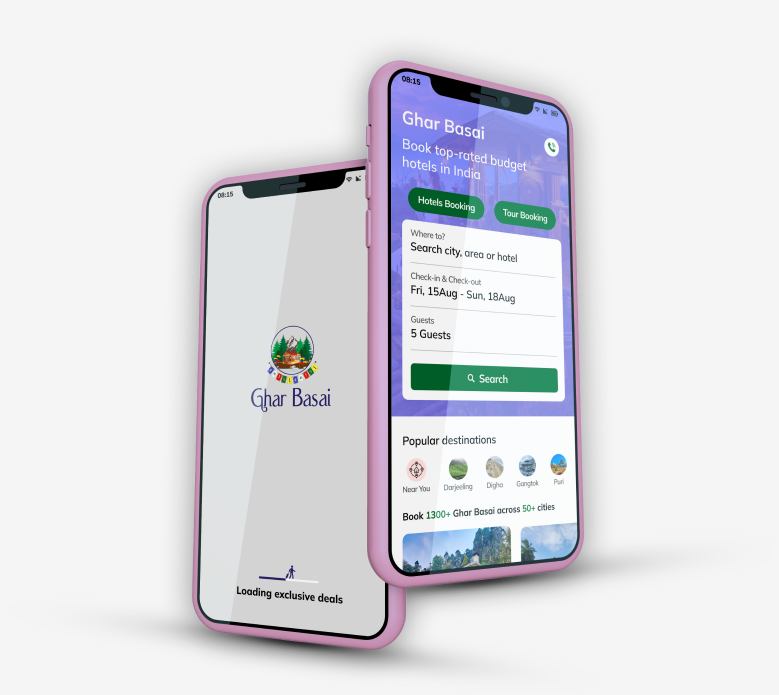 08:15
Ghar Basai
Loading exclusive deals
08:15
Ghar Basai
Book top-rated budget
hotels in India
Hotels Booking
Tour Booking
Where to?
Search city, area or hotel
Check-in & Check-out
Fri, 15Aug - Sun, 18Aug
Guests
5 Guests
Search
Popular destinations
Near You
Darjeeling
Digha
Gangtok
Puri
Book 1300+ Ghar Basai across 50+ cities